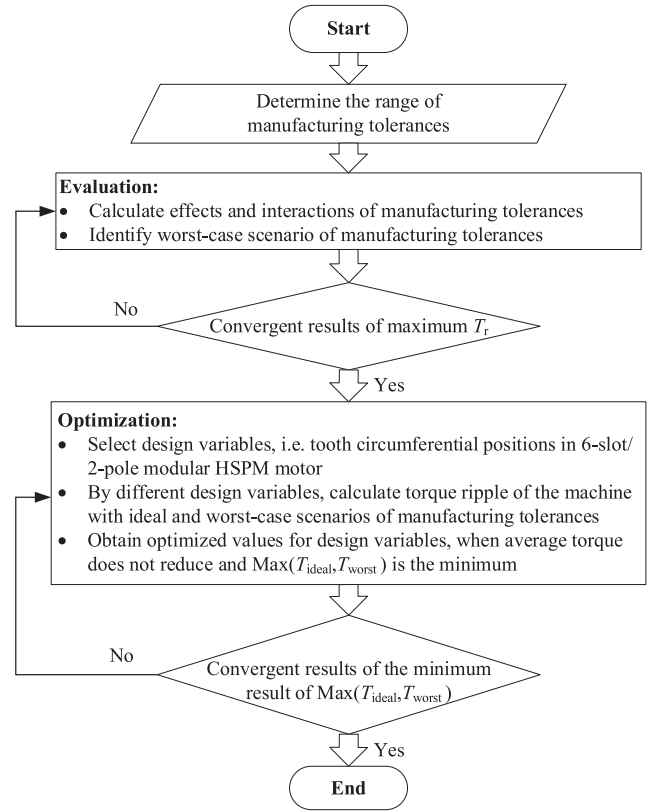 Start
Determine the range of
manufacturing tolerances
Evaluation:
• Calculate effects and interactions of manufacturing tolerances
• Identify worst-case scenario of manufacturing tolerances
No
Convergent results of maximum Tr
Yes
Optimization:
• Select design variables, i.e. tooth circumferential positions in 6-slot/
2-pole modular HSPM motor
• By different design variables, calculate torque ripple of the machine
with ideal and worst-case scenarios of manufacturing tolerances
• Obtain optimized values for design variables, when average torque
does not reduce and Max(Tideal,Tworst) is the minimum
No
Convergent results of the minimum
result of Max(Tideal,Tworst)
Yes
End